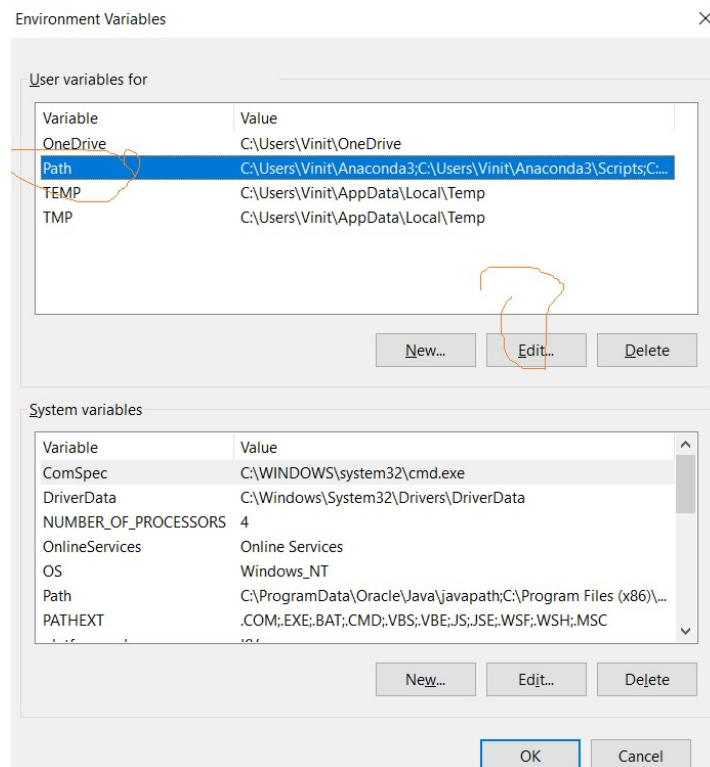 Environment Variables
User variables for
Variable Value
OneDrive C:\Users\Vinit\OneDrive
Path C:\Users\Vinit\Anaconda3;C:\Users\Vinit\Anaconda3\Scripts;C:...
TEMP C:\Users\Vinit\AppData\Local\Temp
TMP C:\Users\Vinit\AppData\Local\Temp
New... Edit... Delete
System variables
Variable Value
ComSpec C:\WINDOWS\system32\cmd.exe
DriverData C:\Windows\System32\Drivers\DriverData
NUMBER_OF_PROCESSORS 4
OnlineServices Online Services
OS Windows_NT
Path C:\ProgramData\Oracle\Java\javapath;C:\Program Files (x86)\...
PATHEXT .COM;.EXE;.BAT;.CMD;.VBS;.VBE;.JS;.JSE;.WSF;.WSH;.MSC
New... Edit... Delete
OK Cancel